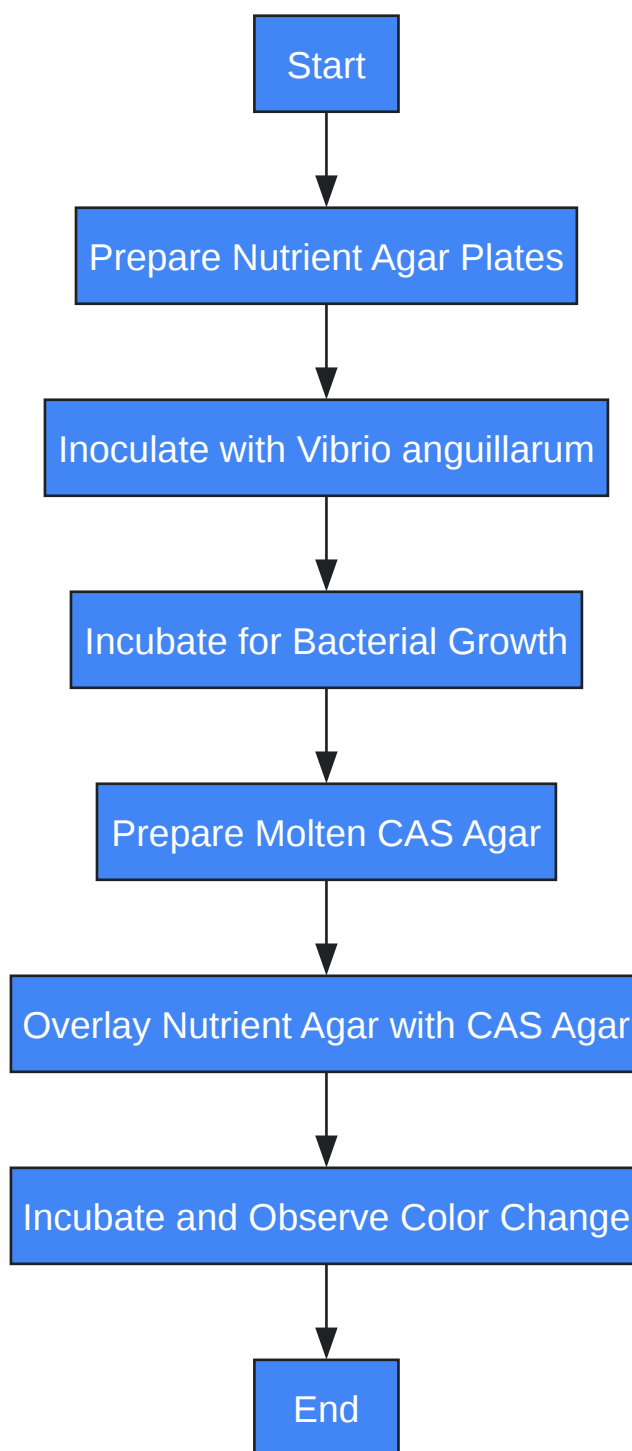 Start
Prepare Nutrient Agar Plates
Inoculate with Vibrio anguillarum
Incubate for Bacterial Growth
Prepare Molten CAS Agar
Overlay Nutrient Agar with CAS Agar
Incubate and Observe Color Change
End